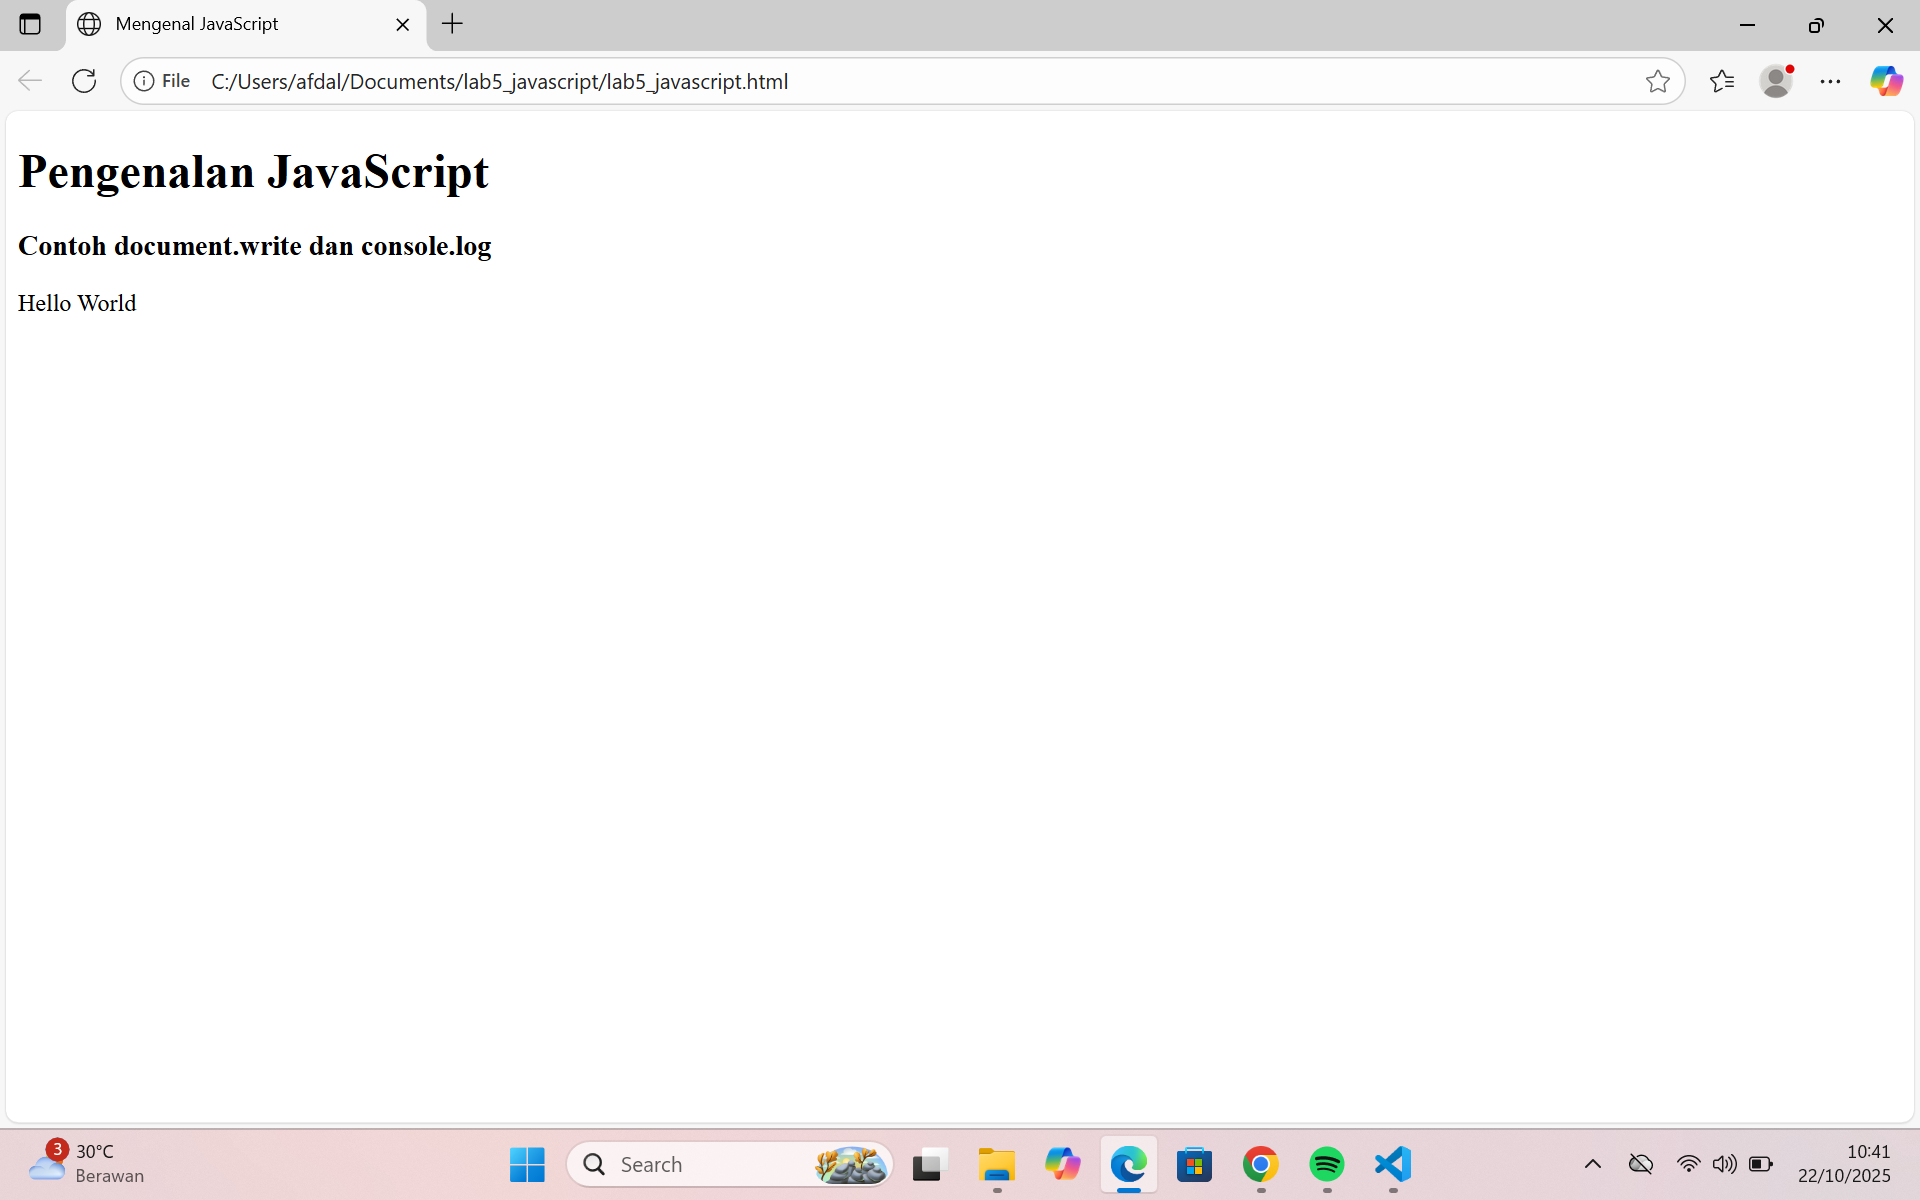 Mengenal JavaScript
File C:/Users/afdal/Documents/lab5_javascript/lab5_javascript.html
Pengenalan JavaScript
Contoh document.write dan console.log
Hello World
3
30°C
Berawan
Search
10:41
22/10/2025